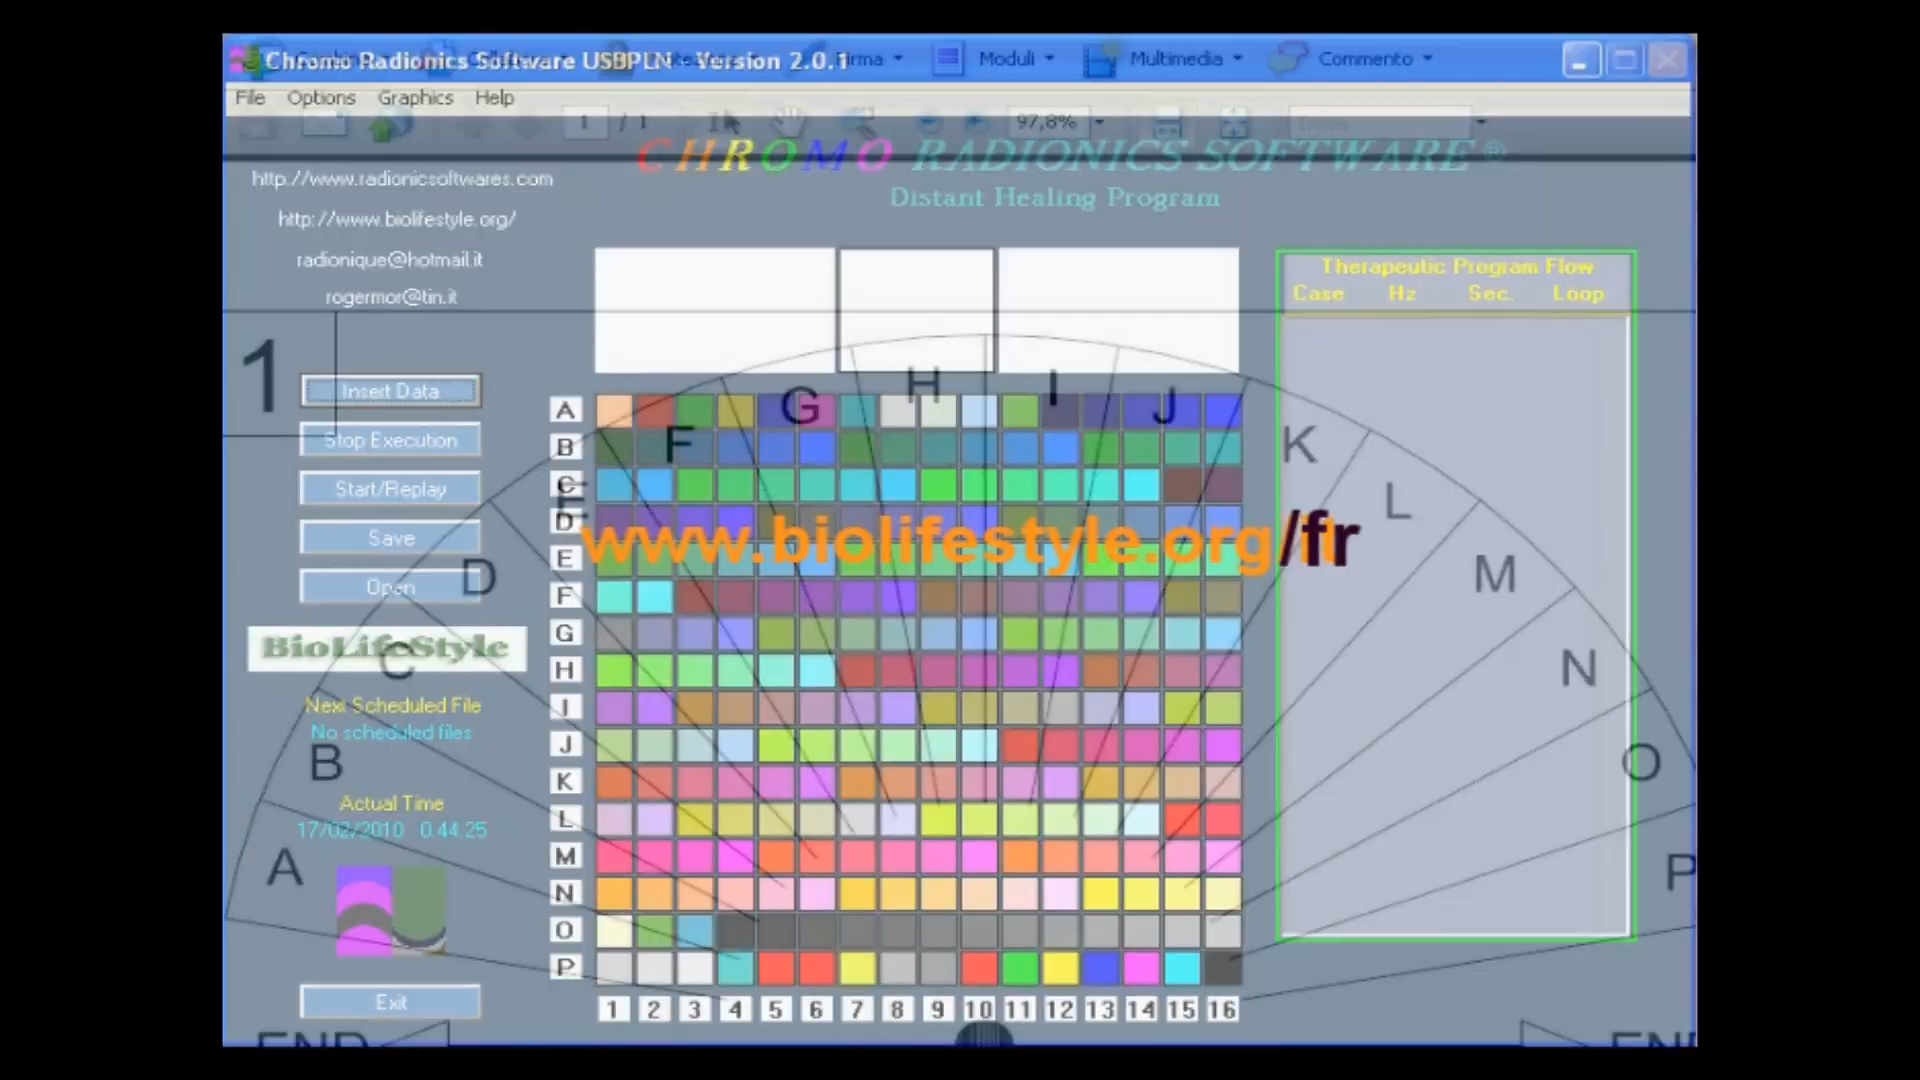 Chromo Radionics Software USBPLN - Version 2.0.1
Firma
Moduli
Multimedia
Commento
File Options Graphics Help
1 / 1
97,8%
CHROMO RADIONICS SOFTWARE®
Distant Healing Program
http://www.radionicsoftwares.com
http://www.biolifestyle.org/
radionique@hotmail.it
rogermor@tin.it
Therapeutic Program Flow
Case Hz Sec. Loop
1
Insert Data
Stop Execution
Start/Replay
Save
Open
BioLifeStyle
Next Scheduled File
No scheduled files
Actual Time
17/02/2010 0.44.25
Exit
A
B
C
D
E
F
G
H
I
J
K
L
M
N
O
P
1 2 3 4 5 6 7 8 9 10 11 12 13 14 15 16
www.biolifestyle.org/fr
A B C D E F G H I J K L M N O P
END